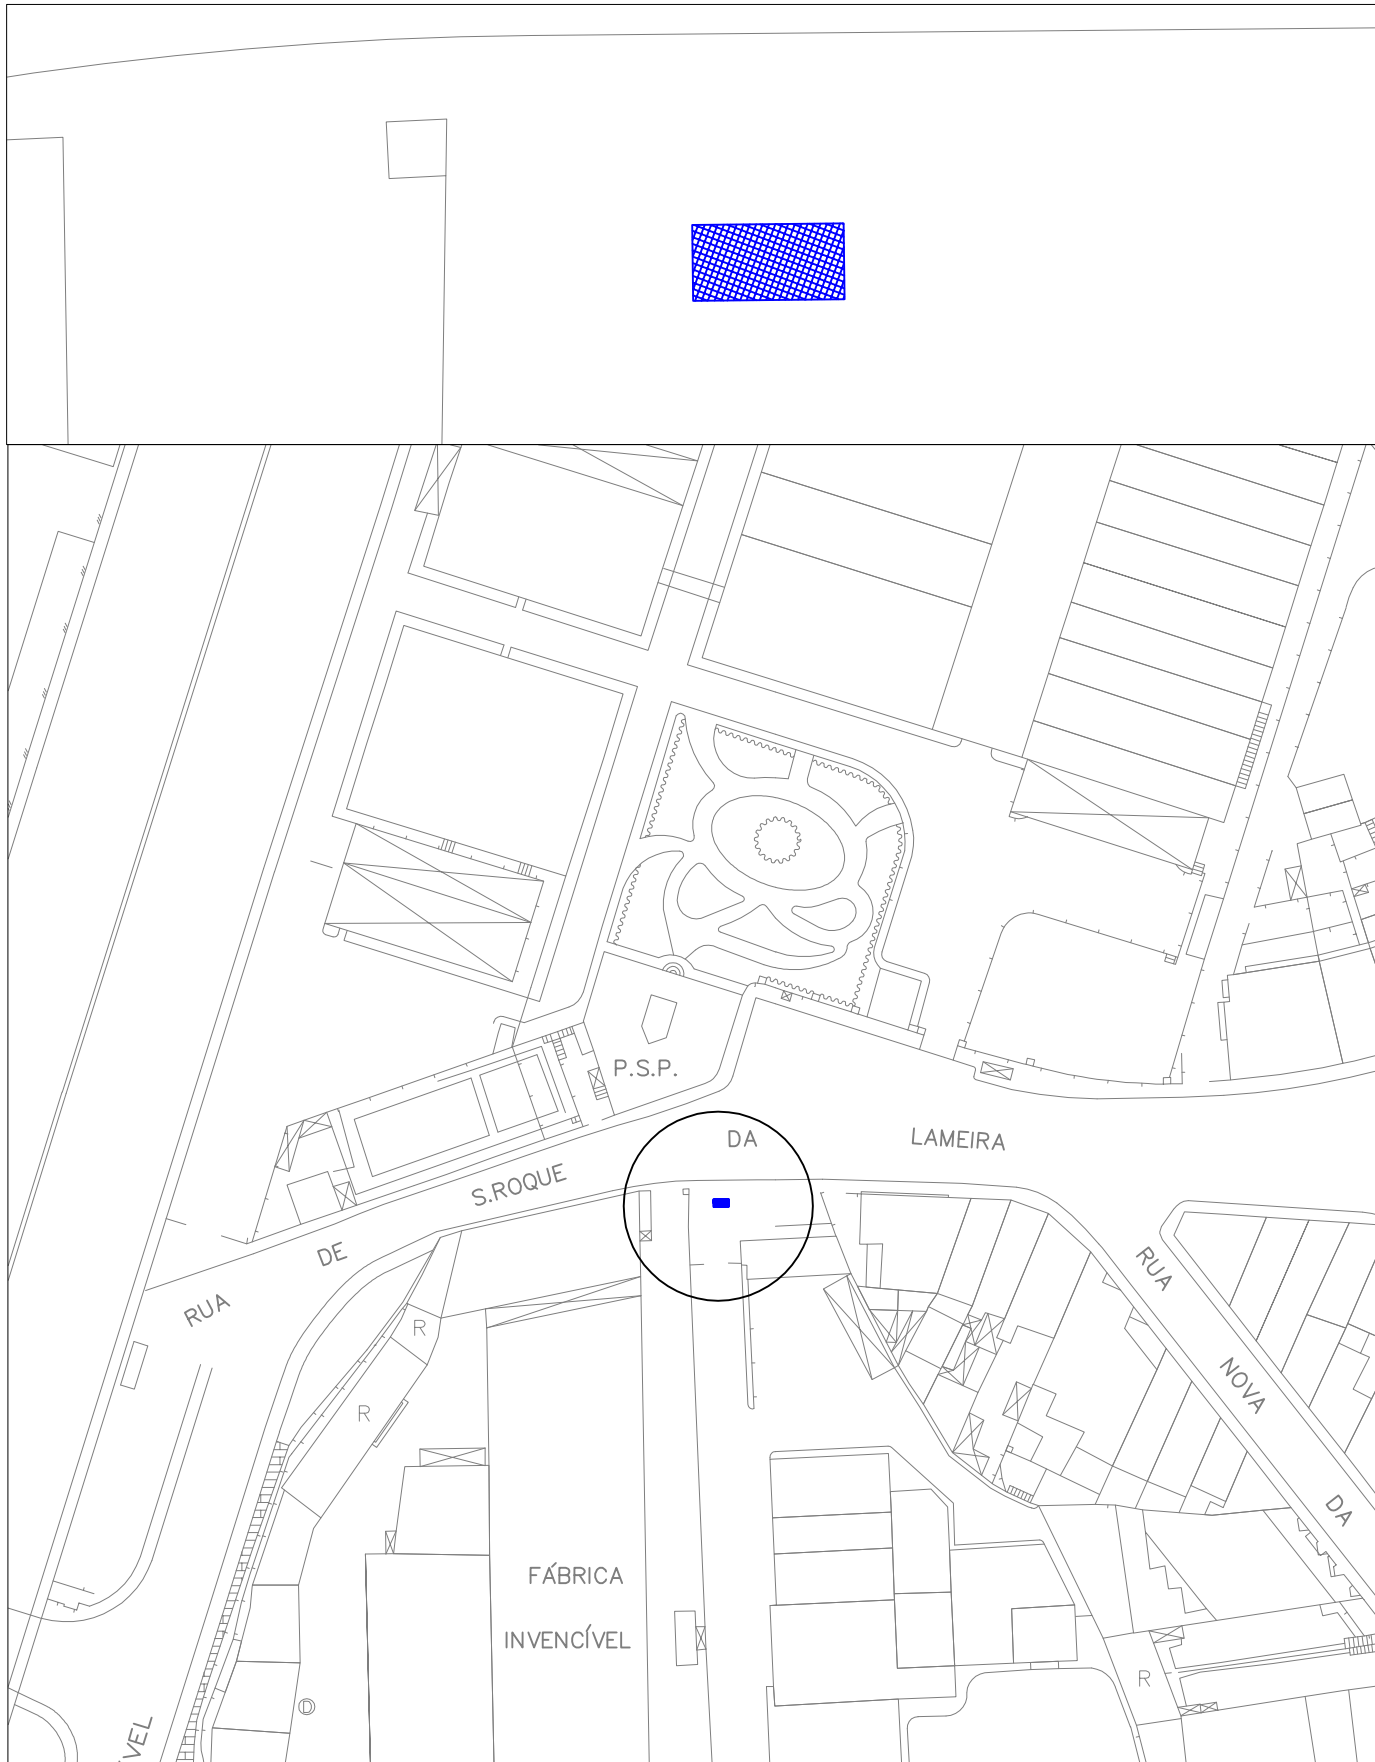 P.S.P.
RUA DE S.ROQUE DA LAMEIRA
RUA NOVA DA
R
R
FÁBRICA
INVENCÍVEL
R
D
VEL